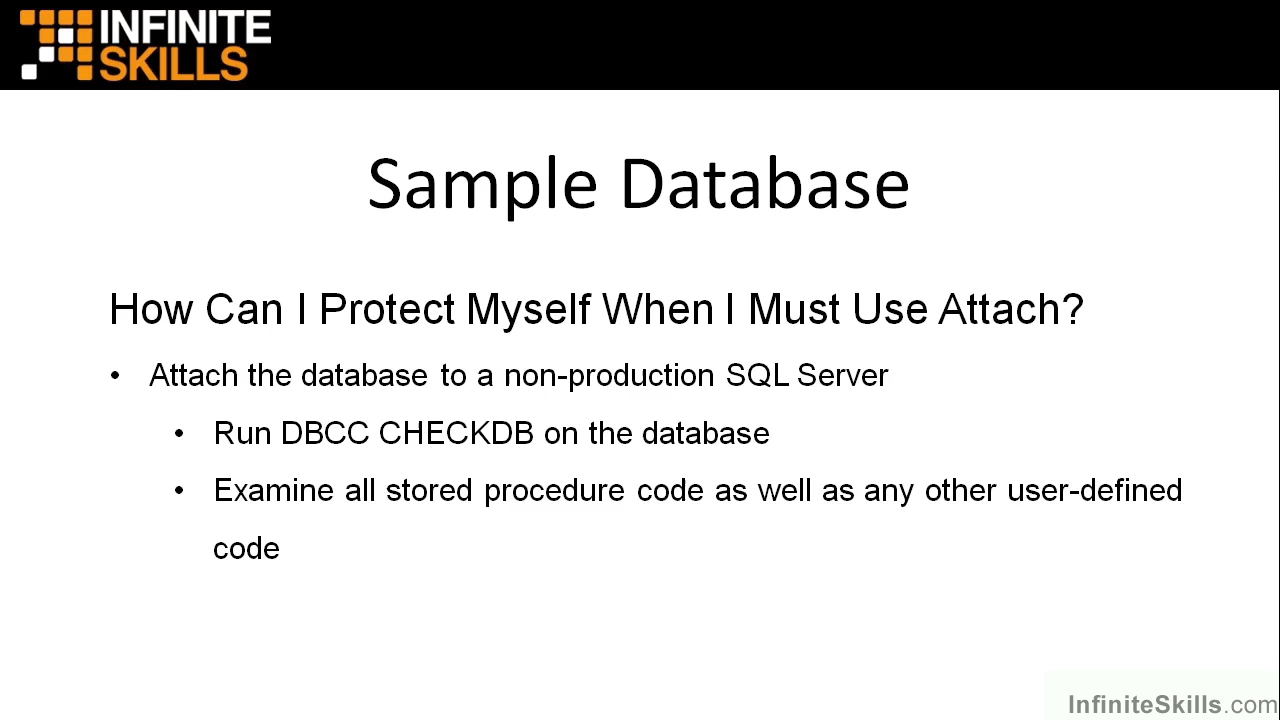 INFINITE
SKILLS
Sample Database
How Can I Protect Myself When I Must Use Attach?
• Attach the database to a non-production SQL Server
• Run DBCC CHECKDB on the database
• Examine all stored procedure code as well as any other user-defined
code
InfiniteSkills.com